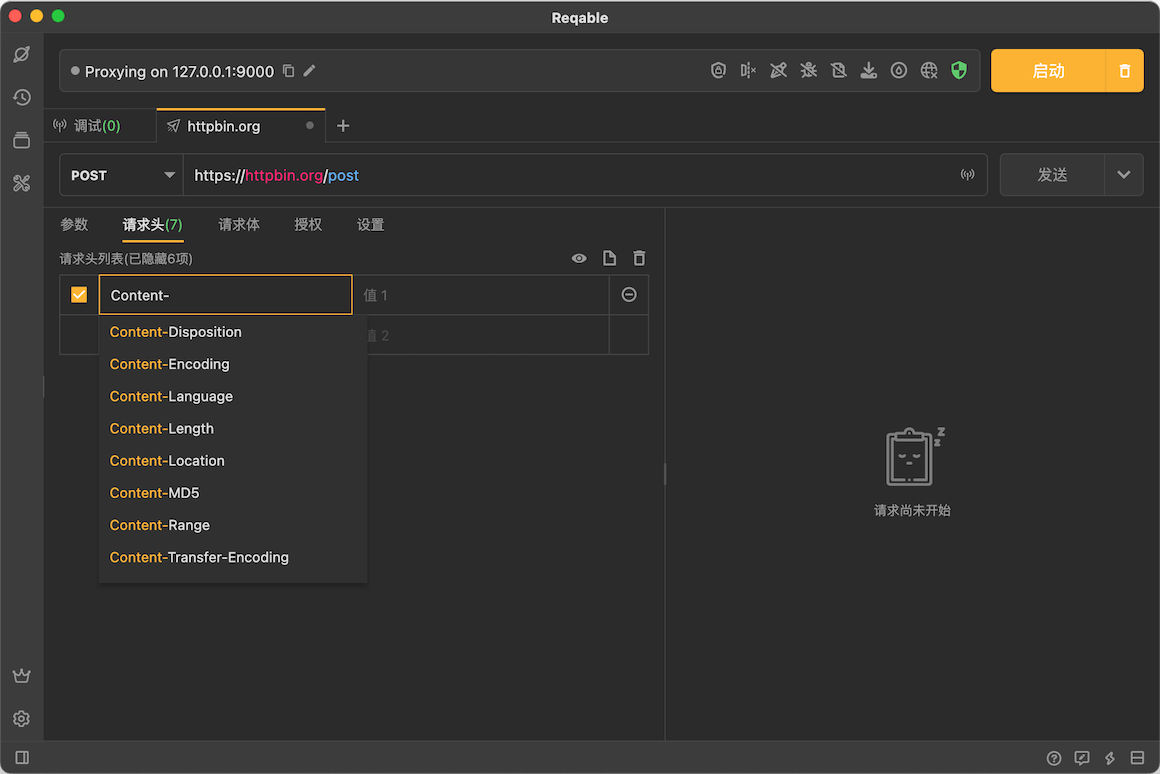 Reqable
Proxying on 127.0.0.1:9000
启动
调试(0)
httpbin.org
POST
https://httpbin.org/post
发送
参数
请求头(7)
请求体
授权
设置
请求头列表(已隐藏6项)
Content-
值 1
值 2
Content-Disposition
Content-Encoding
Content-Language
Content-Length
Content-Location
Content-MD5
Content-Range
Content-Transfer-Encoding
请求尚未开始